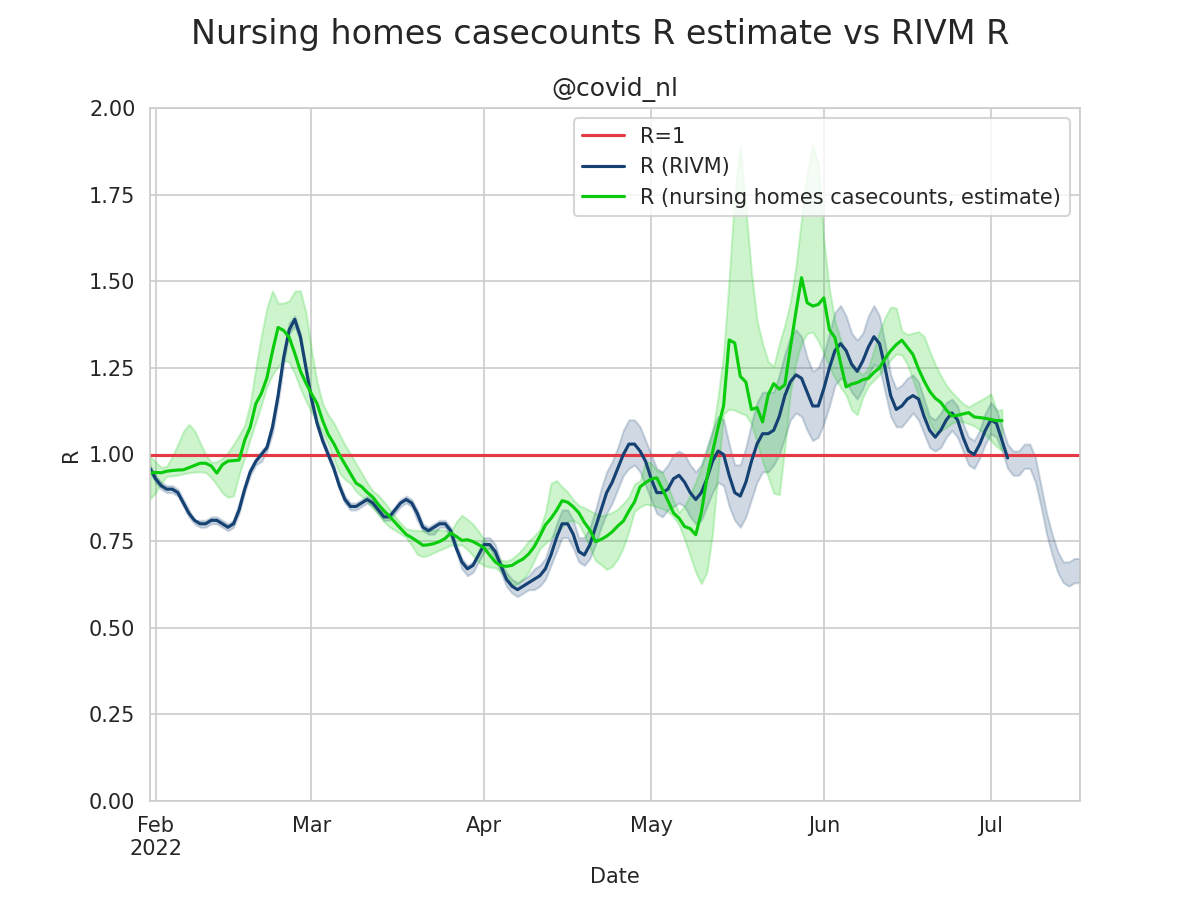 Nursing homes casecounts R estimate vs RIVM R
@covid_nl
R=1
R (RIVM)
R (nursing homes casecounts, estimate)
2.00
1.75
1.50
1.25
1.00
0.75
0.50
0.25
0.00
R
Feb
2022
Mar
Apr
May
Jun
Jul
Date